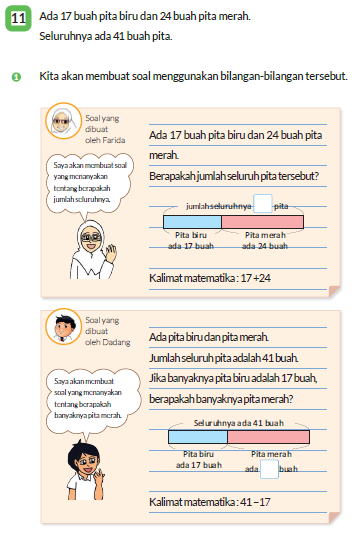 11 Ada 17 buah pita biru dan 24 buah pita merah.
Seluruhnya ada 41 buah pita.
1 Kita akan membuat soal menggunakan bilangan-bilangan tersebut.
Soal yang
dibuat
oleh Farida
Saya akan membuat soal
yang menanyakan
tentang berapakah
jumlah seluruhnya.
Ada 17 buah pita biru dan 24 buah pita
merah.
Berapakah jumlah seluruh pita tersebut?
jumlah seluruhnya pita
Pita biru
ada 17 buah
Pita merah
ada 24 buah
Kalimat matematika : 17 +24
Soal yang
dibuat
oleh Dadang
Saya akan membuat
soal yang menanyakan
tentang berapakah
banyaknya pita merah.
Ada pita biru dan pita merah.
Jumlah seluruh pita adalah 41 buah.
Jika banyaknya pita biru adalah 17 buah,
berapakah banyaknya pita merah?
Seluruhnya ada 41 buah
Pita biru
ada 17 buah
Pita merah
ada buah
Kalimat matematika : 41 – 17